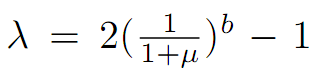 λ = 2(1/(1+μ))^b − 1